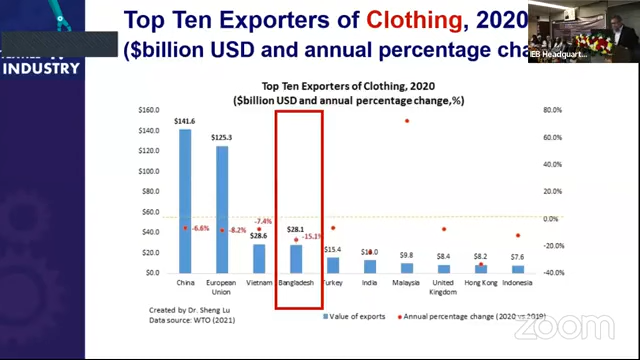 Top Ten Exporters of Clothing, 2020
($billion USD and annual percentage cha
INDUSTRY
EB Headquart...
Top Ten Exporters of Clothing, 2020
($billion USD and annual percentage change,%)
$160.0
$140.0
$120.0
$100.0
$80.0
$60.0
$40.0
$20.0
$0.0
80.0%
60.0%
40.0%
20.0%
0.0%
-20.0%
-40.0%
$141.6
$125.3
$28.6
$28.1
$15.4
$9.8
$8.4
$8.2
$7.6
-6.6%
-8.2%
-7.4%
-15.1%
China
European Union
Vietnam
Bangladesh
Turkey
India
Malaysia
United Kingdom
Hong Kong
Indonesia
Created by Dr. Sheng Lu
Data source: WTO (2021)
Value of exports
Annual percentage change (2020 vs 2019)
zoom